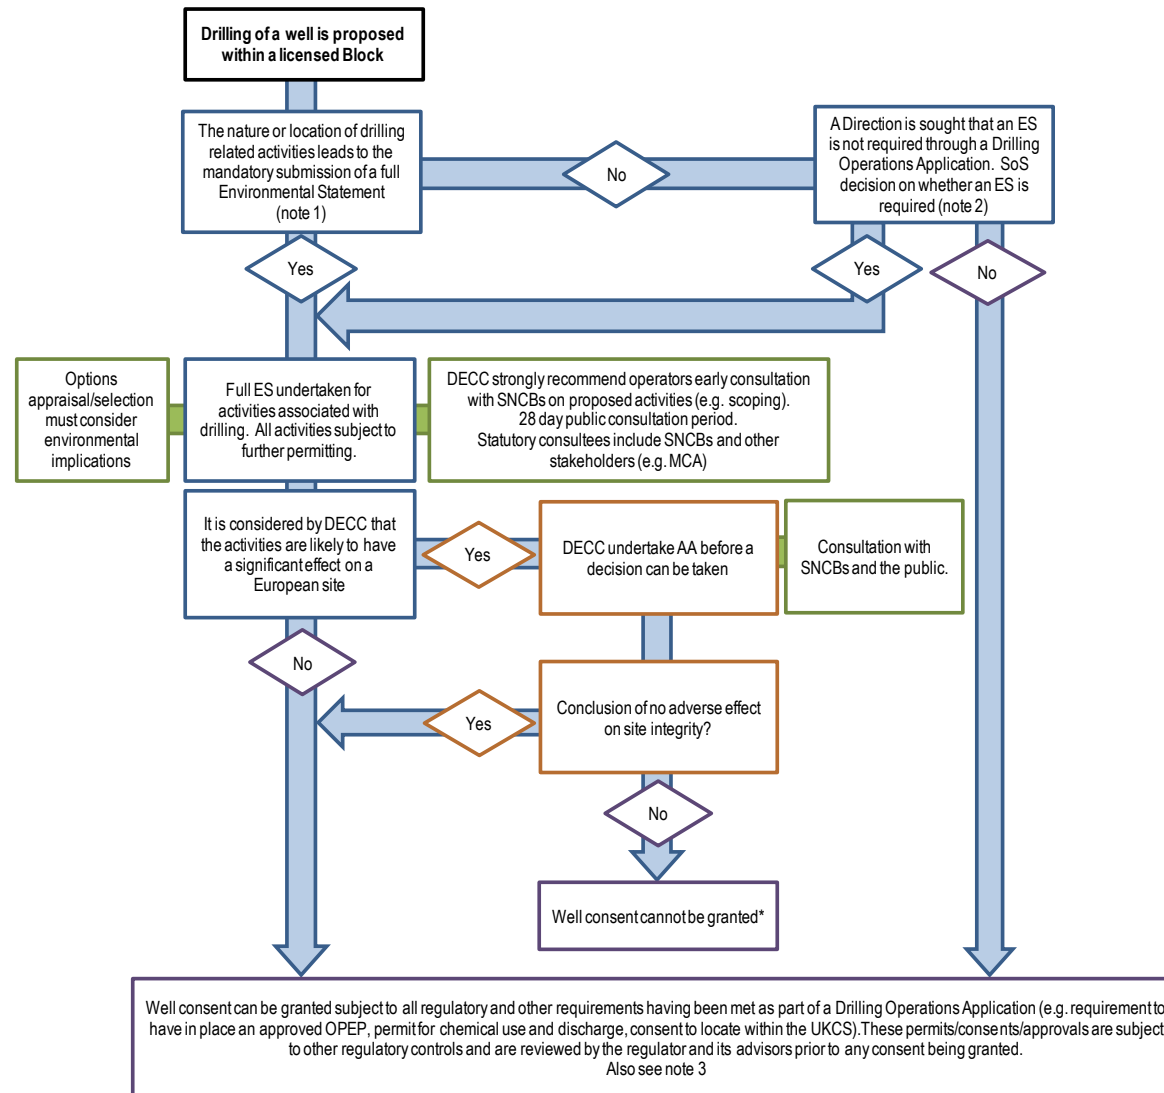 Drilling of a well is proposed
within a licensed Block
The nature or location of drilling
related activities leads to the
mandatory submission of a full
Environmental Statement
(note 1)
No
A Direction is sought that an ES
is not required through a Drilling
Operations Application. SoS
decision on whether an ES is
required (note 2)
Yes
Yes
No
Options
appraisal/selection
must consider
environmental
implications
Full ES undertaken for
activities associated with
drilling. All activities subject to
further permitting.
DECC strongly recommend operators early consultation
with SNCBs on proposed activities (e.g. scoping).
28 day public consultation period.
Statutory consultees include SNCBs and other
stakeholders (e.g. MCA)
It is considered by DECC that
the activities are likely to have
a significant effect on a
European site
Yes
DECC undertake AA before a
decision can be taken
Consultation with
SNCBs and the public.
No
Yes
Conclusion of no adverse effect
on site integrity?
No
Well consent cannot be granted*
Well consent can be granted subject to all regulatory and other requirements having been met as part of a Drilling Operations Application (e.g. requirement to
have in place an approved OPEP, permit for chemical use and discharge, consent to locate within the UKCS).These permits/consents/approvals are subject
to other regulatory controls and are reviewed by the regulator and its advisors prior to any consent being granted.
Also see note 3